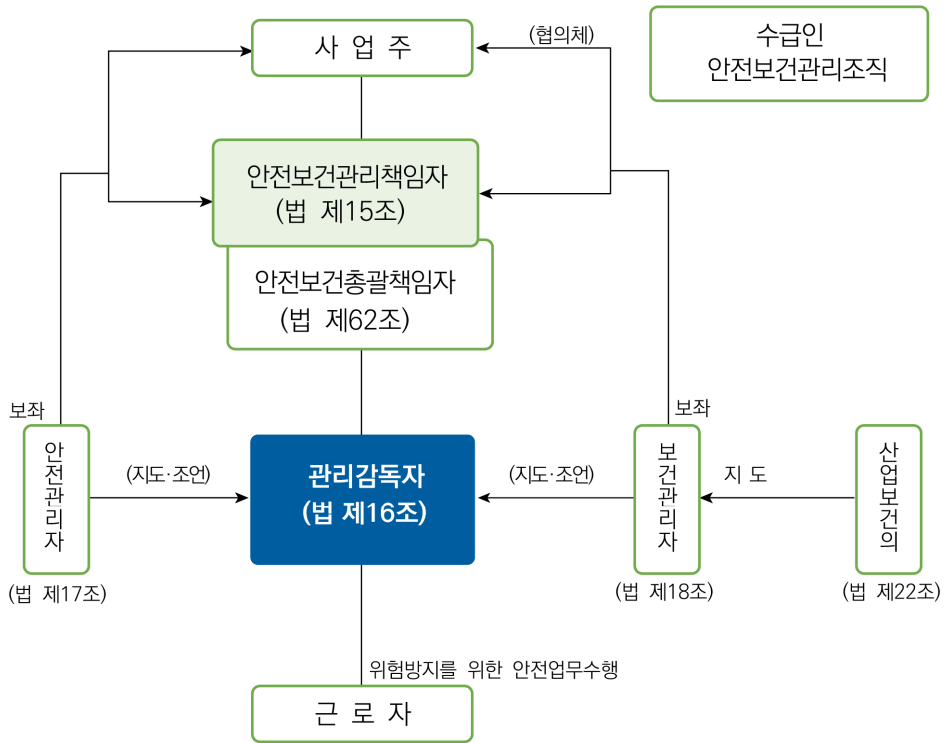 사 업 주
(협의체)
수급인
안전보건관리조직
안전보건관리책임자
(법 제15조)
안전보건총괄책임자
(법 제62조)
보좌
보좌
안전관리자
(지도·조언)
관리감독자
(법 제16조)
(지도·조언)
보건관리자
지 도
산업보건의
(법 제17조)
(법 제18조)
(법 제22조)
위험방지를 위한 안전업무수행
근 로 자